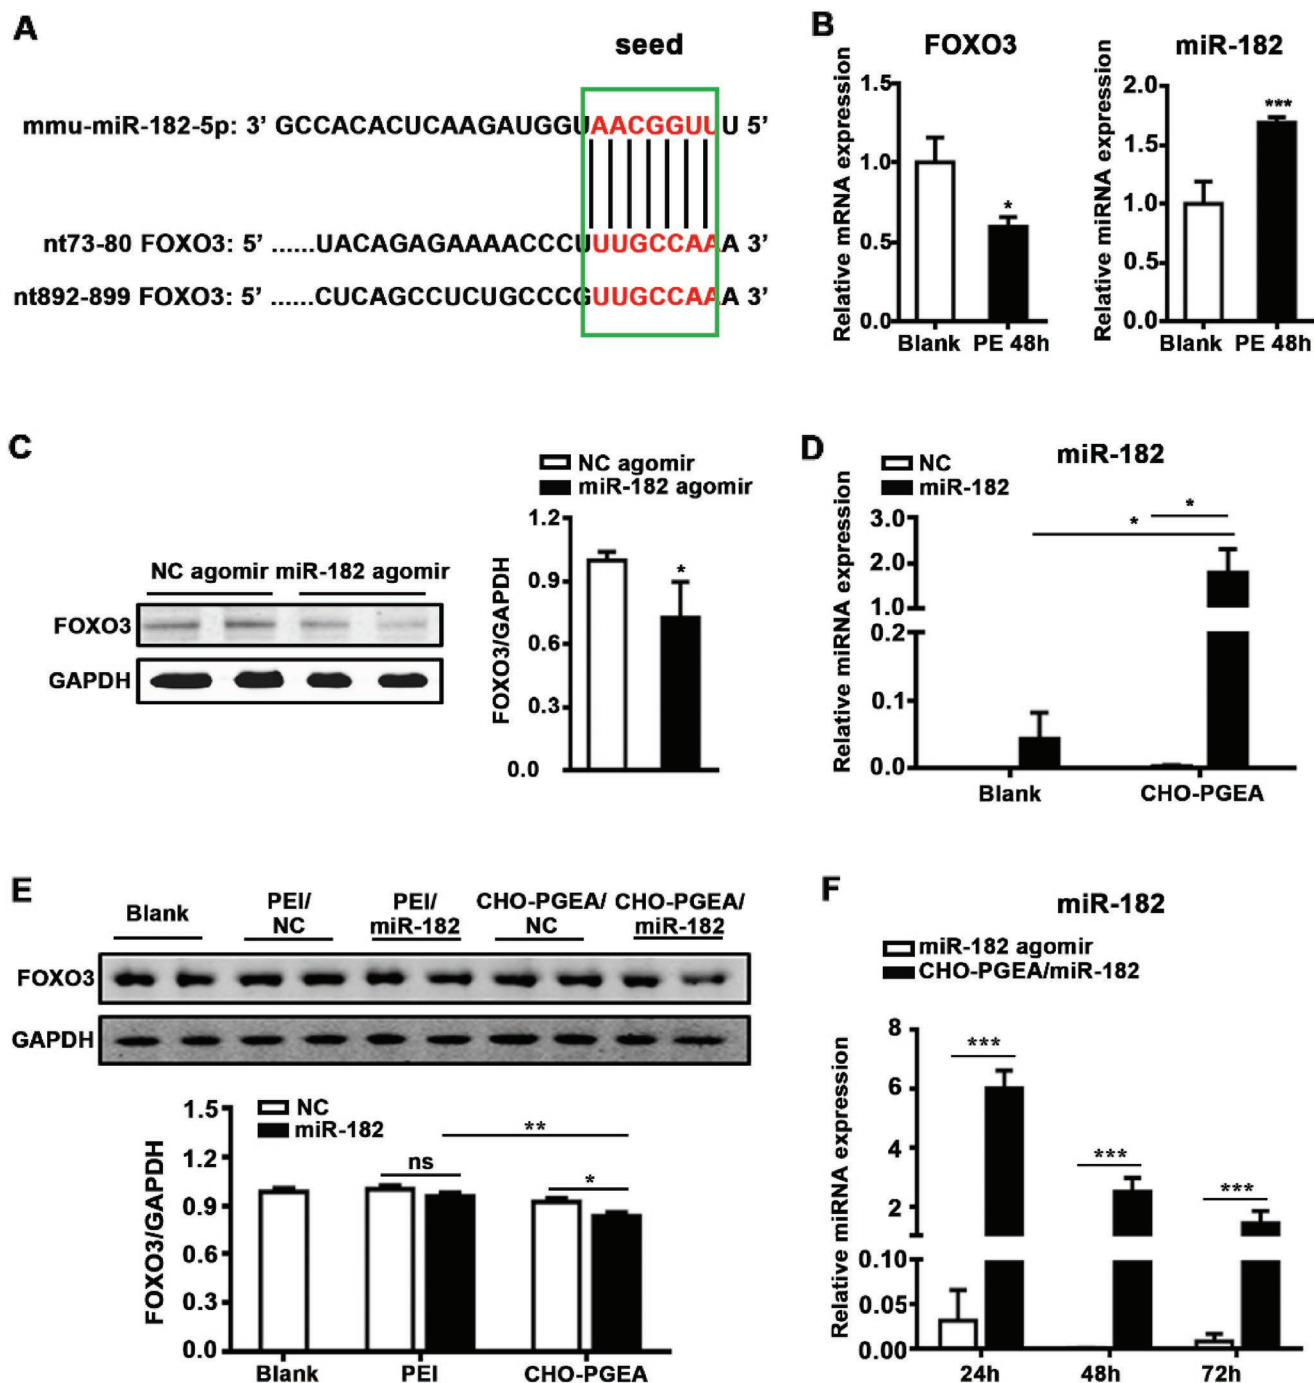 A
seed
mmu-miR-182-5p: 3’ GCCACACUCAAGAUGGUAACGGUUU 5’
nt73-80 FOXO3: 5’ ......UACAGAGAAAACCCUUUGCCAAA 3’
nt892-899 FOXO3: 5’ ......CUCAGCCUCUGCCCGUUGCCAAA 3’
B
FOXO3
Relative mRNA expression
1.5
1.0
0.5
0.0
*
Blank PE 48h
miR-182
Relative miRNA expression
2.0
1.5
1.0
0.5
0.0
***
Blank PE 48h
C
NC agomir miR-182 agomir
FOXO3
GAPDH
NC agomir
miR-182 agomir
FOXO3/GAPDH
1.2
0.9
0.6
0.3
0.0
*
D
miR-182
NC
miR-182
Relative miRNA expression
3.0
2.0
1.0
0.2
0.1
0.0
*
*
Blank CHO-PGEA
E
Blank PEI/ PEI/ CHO-PGEA/ CHO-PGEA/
NC miR-182 NC miR-182
FOXO3
GAPDH
NC
miR-182
FOXO3/GAPDH
1.5
1.2
0.9
0.6
0.3
0.0
ns
**
*
Blank PEI CHO-PGEA
F
miR-182
miR-182 agomir
CHO-PGEA/miR-182
Relative miRNA expression
8
6
4
2
0.10
0.05
0.00
***
***
***
24h 48h 72h